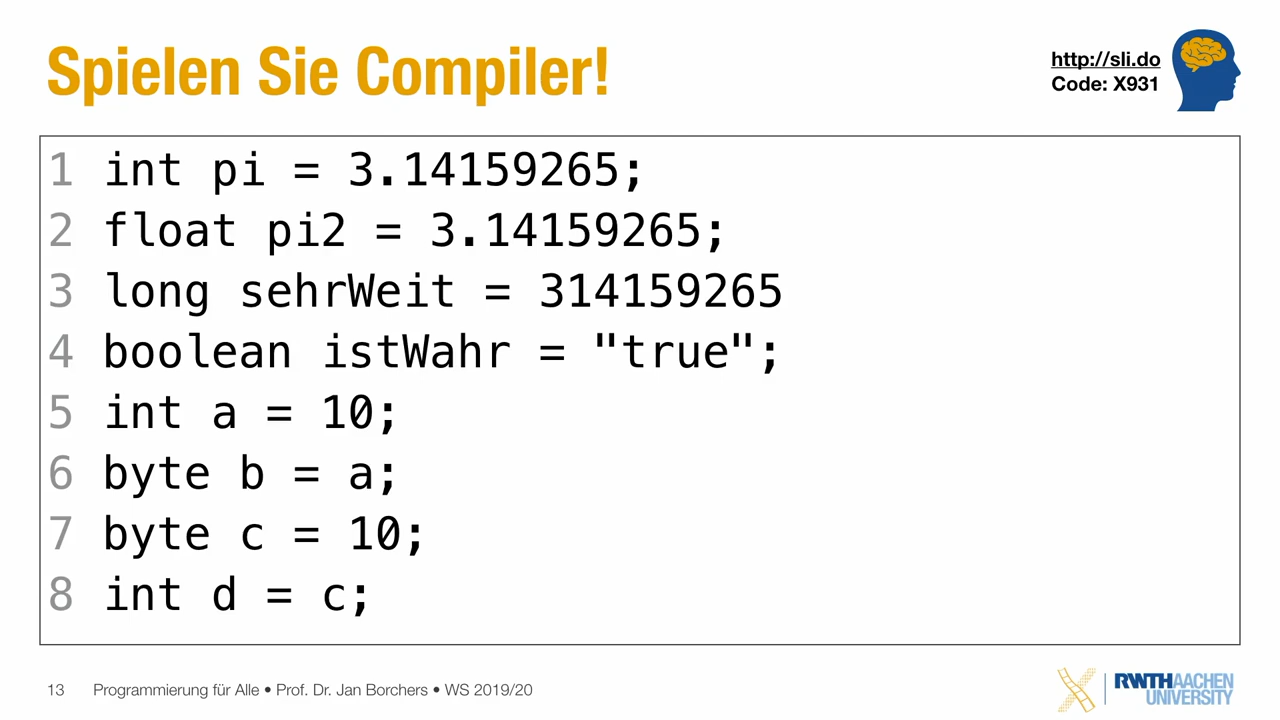 Spielen Sie Compiler!
http://sli.do
Code: X931
1 int pi = 3.14159265;
2 float pi2 = 3.14159265;
3 long sehrWeit = 314159265
4 boolean istWahr = "true";
5 int a = 10;
6 byte b = a;
7 byte c = 10;
8 int d = c;
13 Programmierung für Alle • Prof. Dr. Jan Borchers • WS 2019/20
RWTHAACHEN
UNIVERSITY